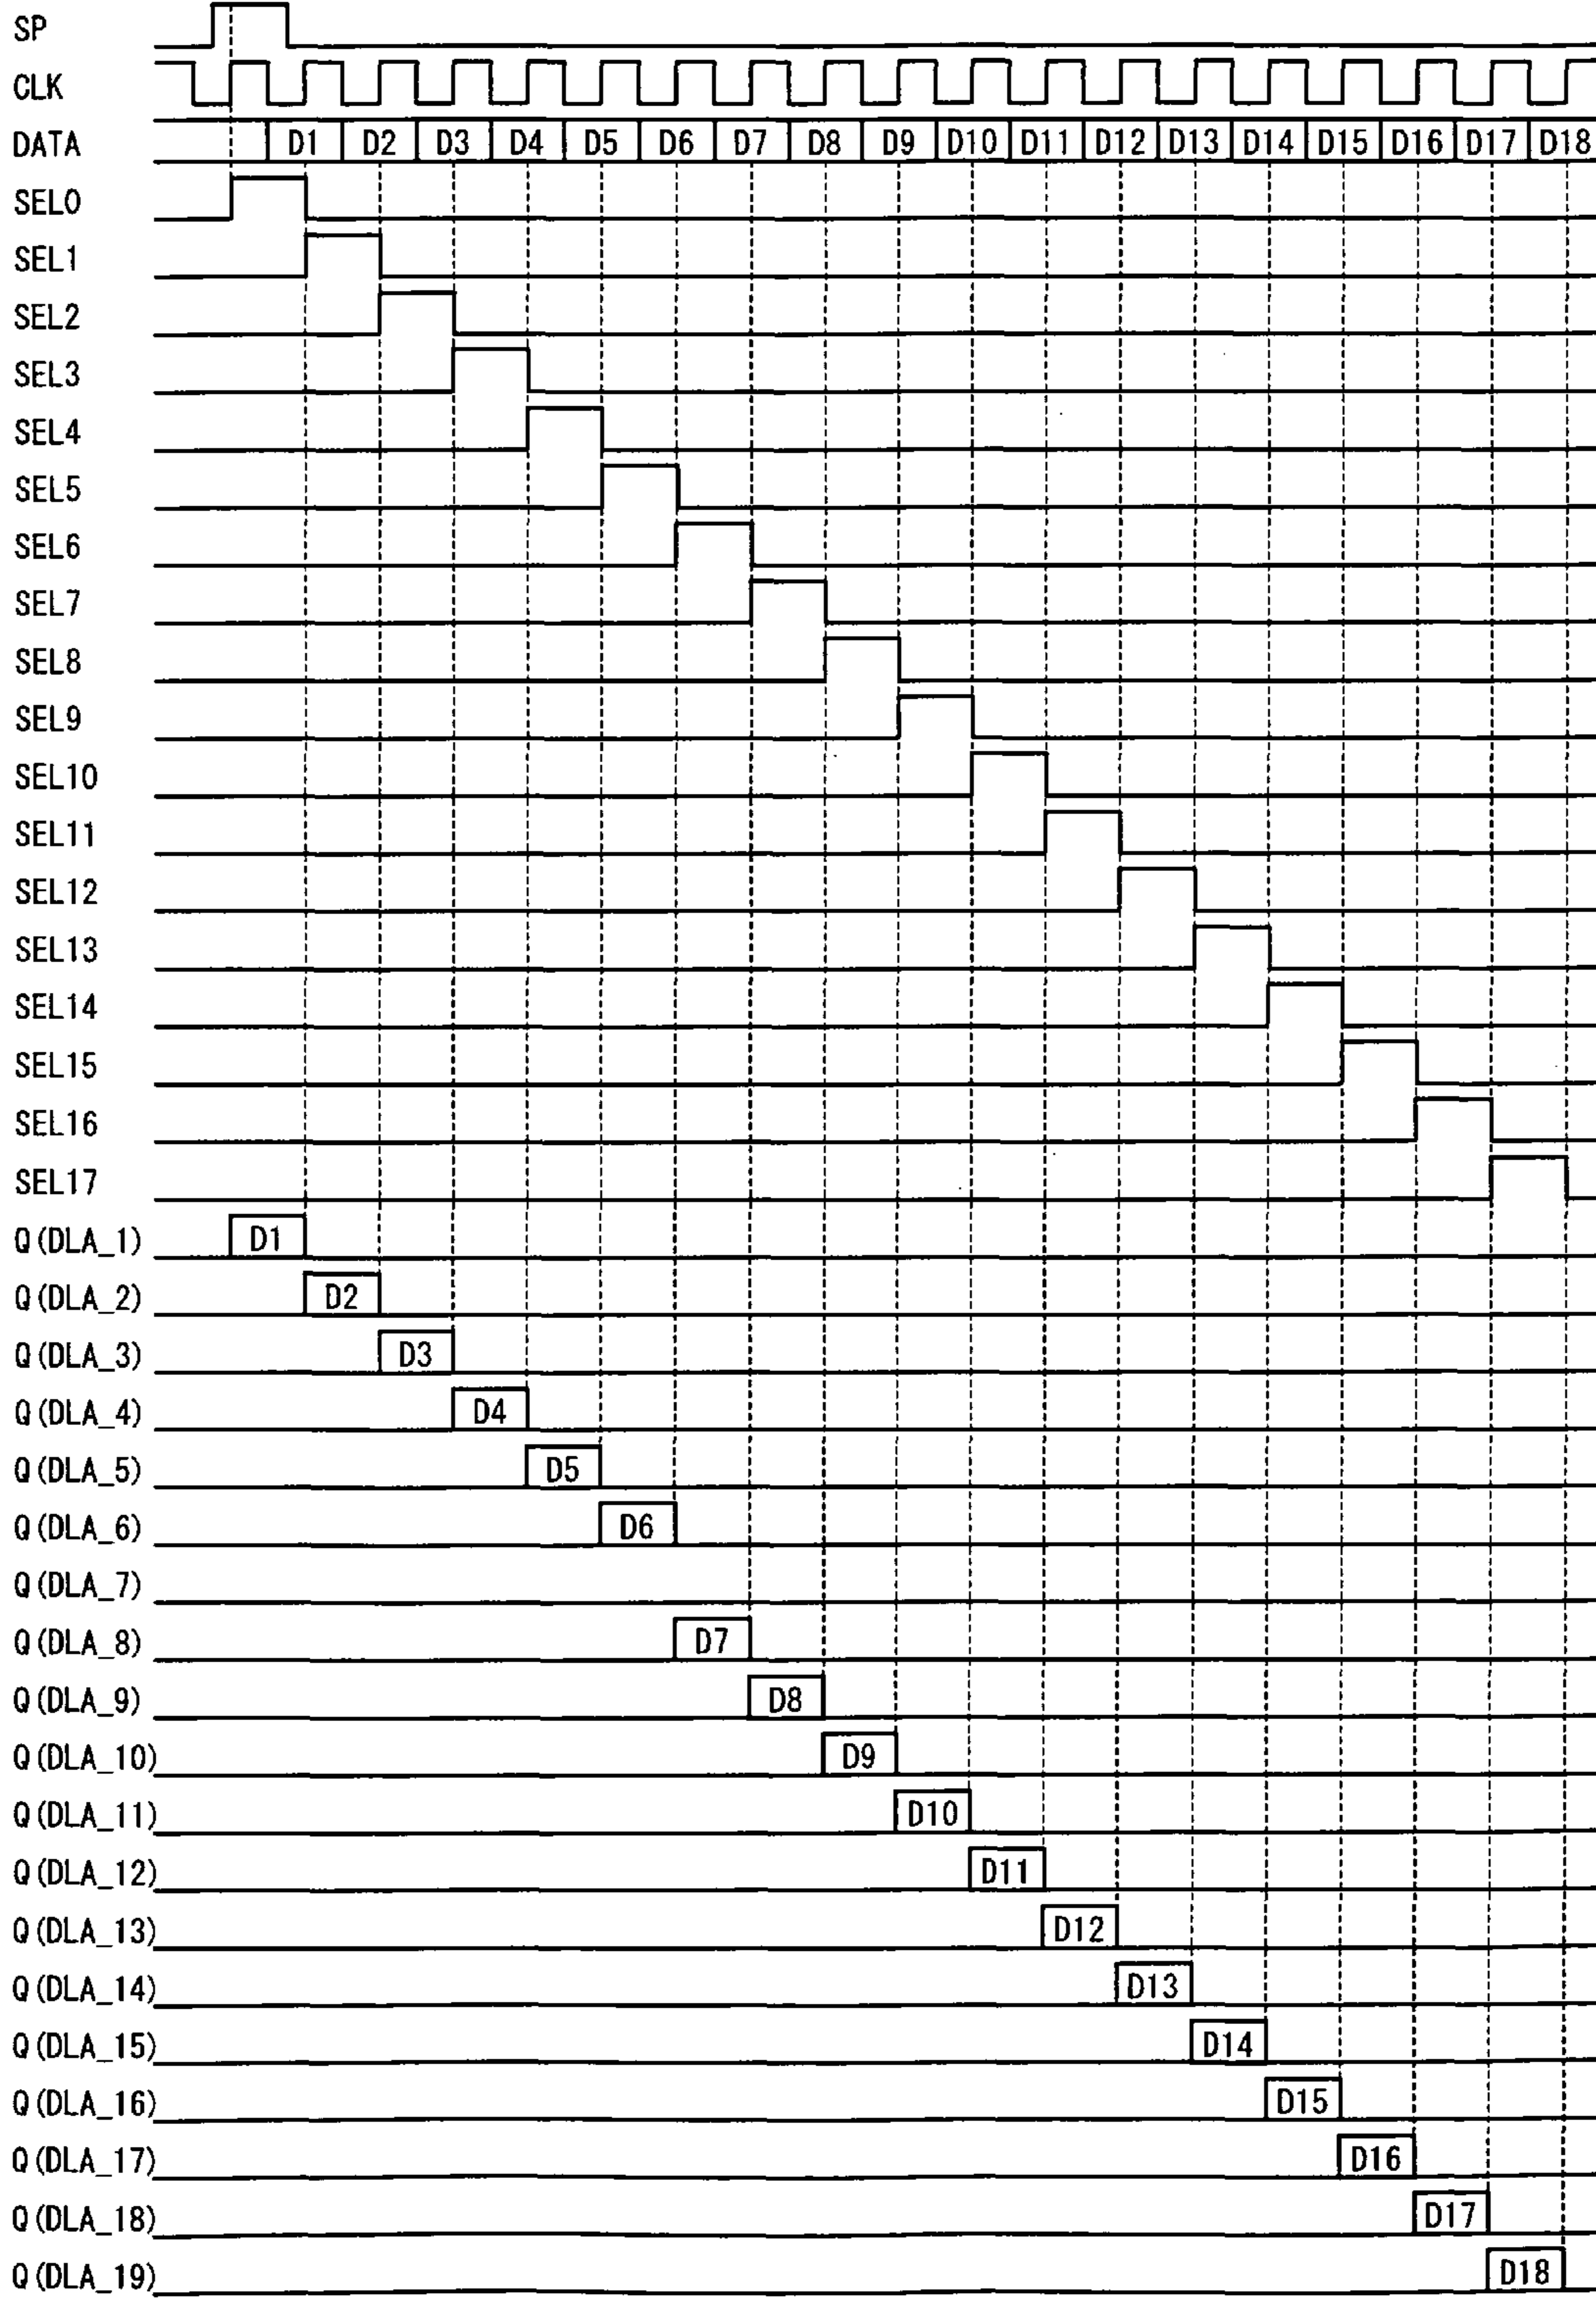 SP
CLK
DATA D1 D2 D3 D4 D5 D6 D7 D8 D9 D10 D11 D12 D13 D14 D15 D16 D17 D18
SEL0
SEL1
SEL2
SEL3
SEL4
SEL5
SEL6
SEL7
SEL8
SEL9
SEL10
SEL11
SEL12
SEL13
SEL14
SEL15
SEL16
SEL17
Q(DLA_1) D1
Q(DLA_2) D2
Q(DLA_3) D3
Q(DLA_4) D4
Q(DLA_5) D5
Q(DLA_6) D6
Q(DLA_7)
Q(DLA_8) D7
Q(DLA_9) D8
Q(DLA_10) D9
Q(DLA_11) D10
Q(DLA_12) D11
Q(DLA_13) D12
Q(DLA_14) D13
Q(DLA_15) D14
Q(DLA_16) D15
Q(DLA_17) D16
Q(DLA_18) D17
Q(DLA_19) D18